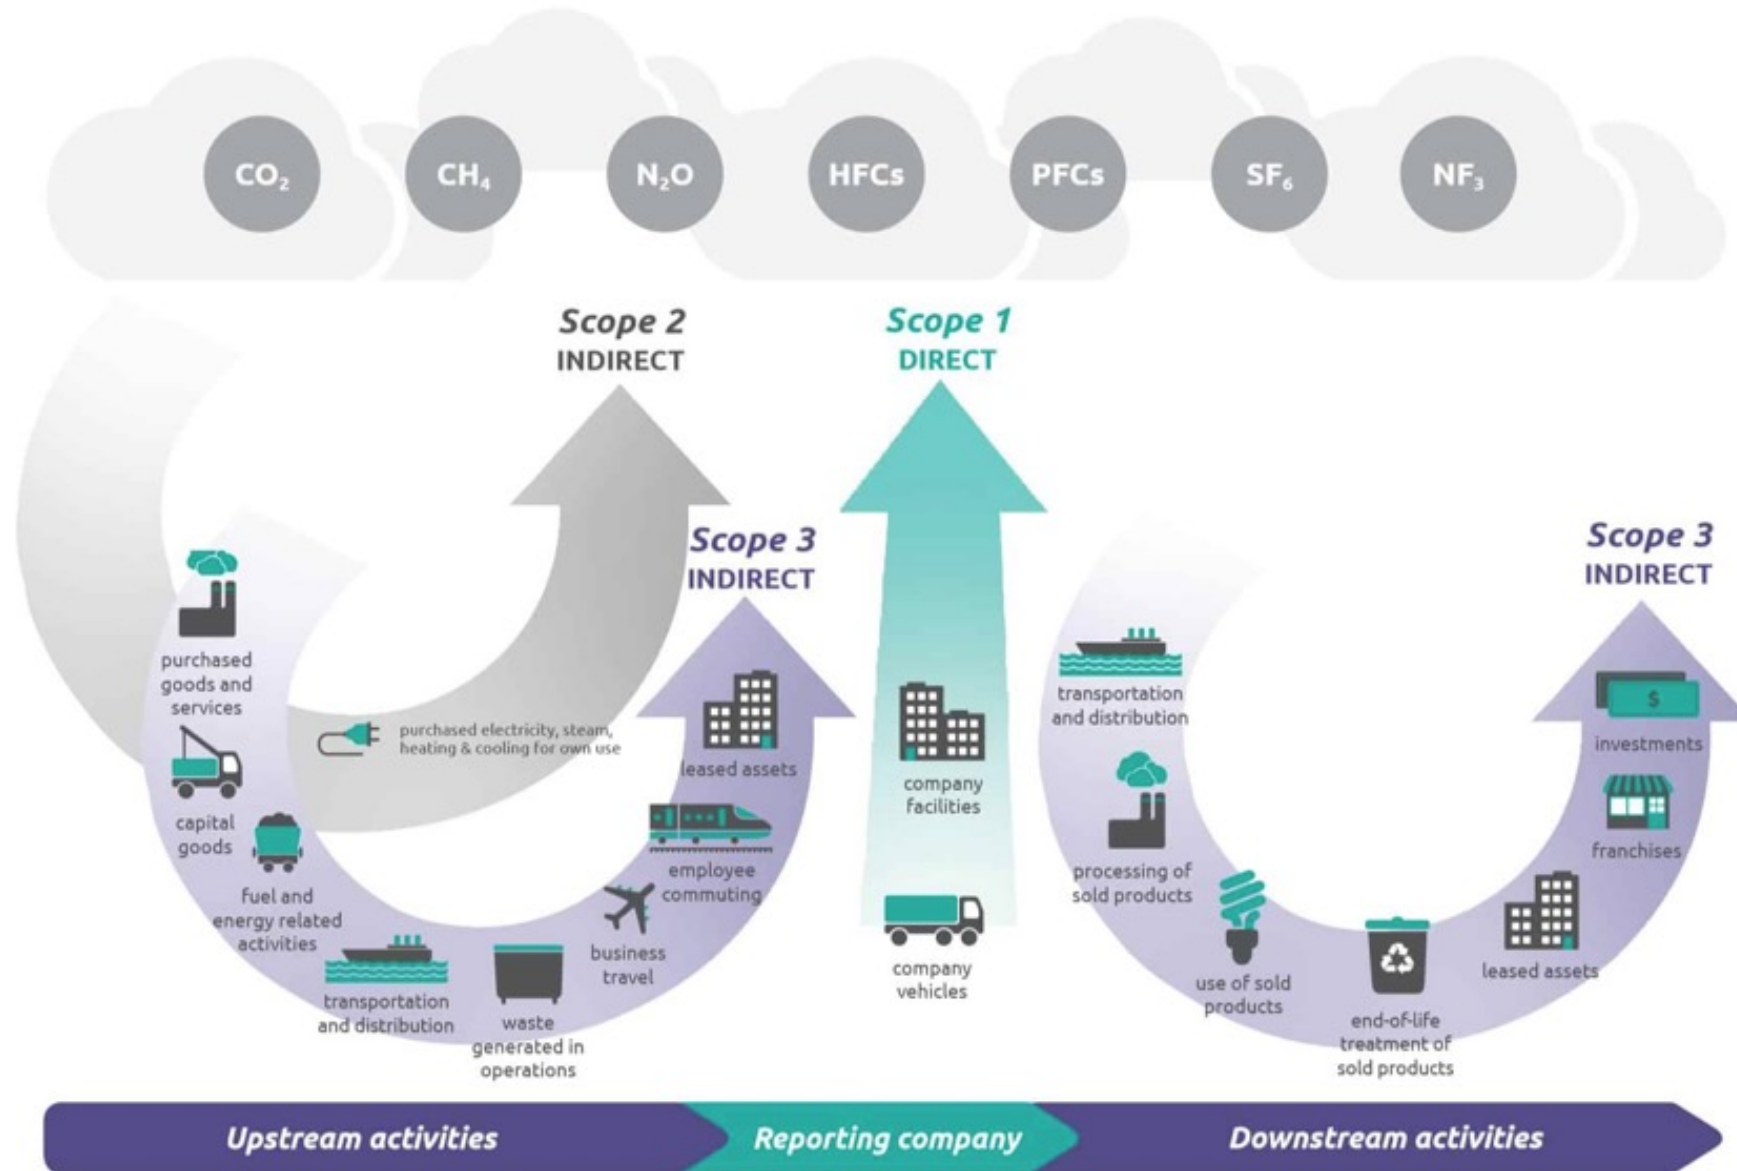 CO₂
CH₄
N₂O
HFCs
PFCs
SF₆
NF₃
Scope 2
INDIRECT
Scope 1
DIRECT
Scope 3
INDIRECT
Scope 3
INDIRECT
purchased
goods and
services
capital
goods
fuel and
energy related
activities
transportation
and distribution
waste
generated in
operations
business
travel
employee
commuting
leased assets
purchased electricity, steam,
heating & cooling for own use
company
facilities
company
vehicles
transportation
and distribution
processing of
sold products
use of sold
products
end-of-life
treatment of
sold products
leased assets
franchises
investments
$
Upstream activities
Reporting company
Downstream activities